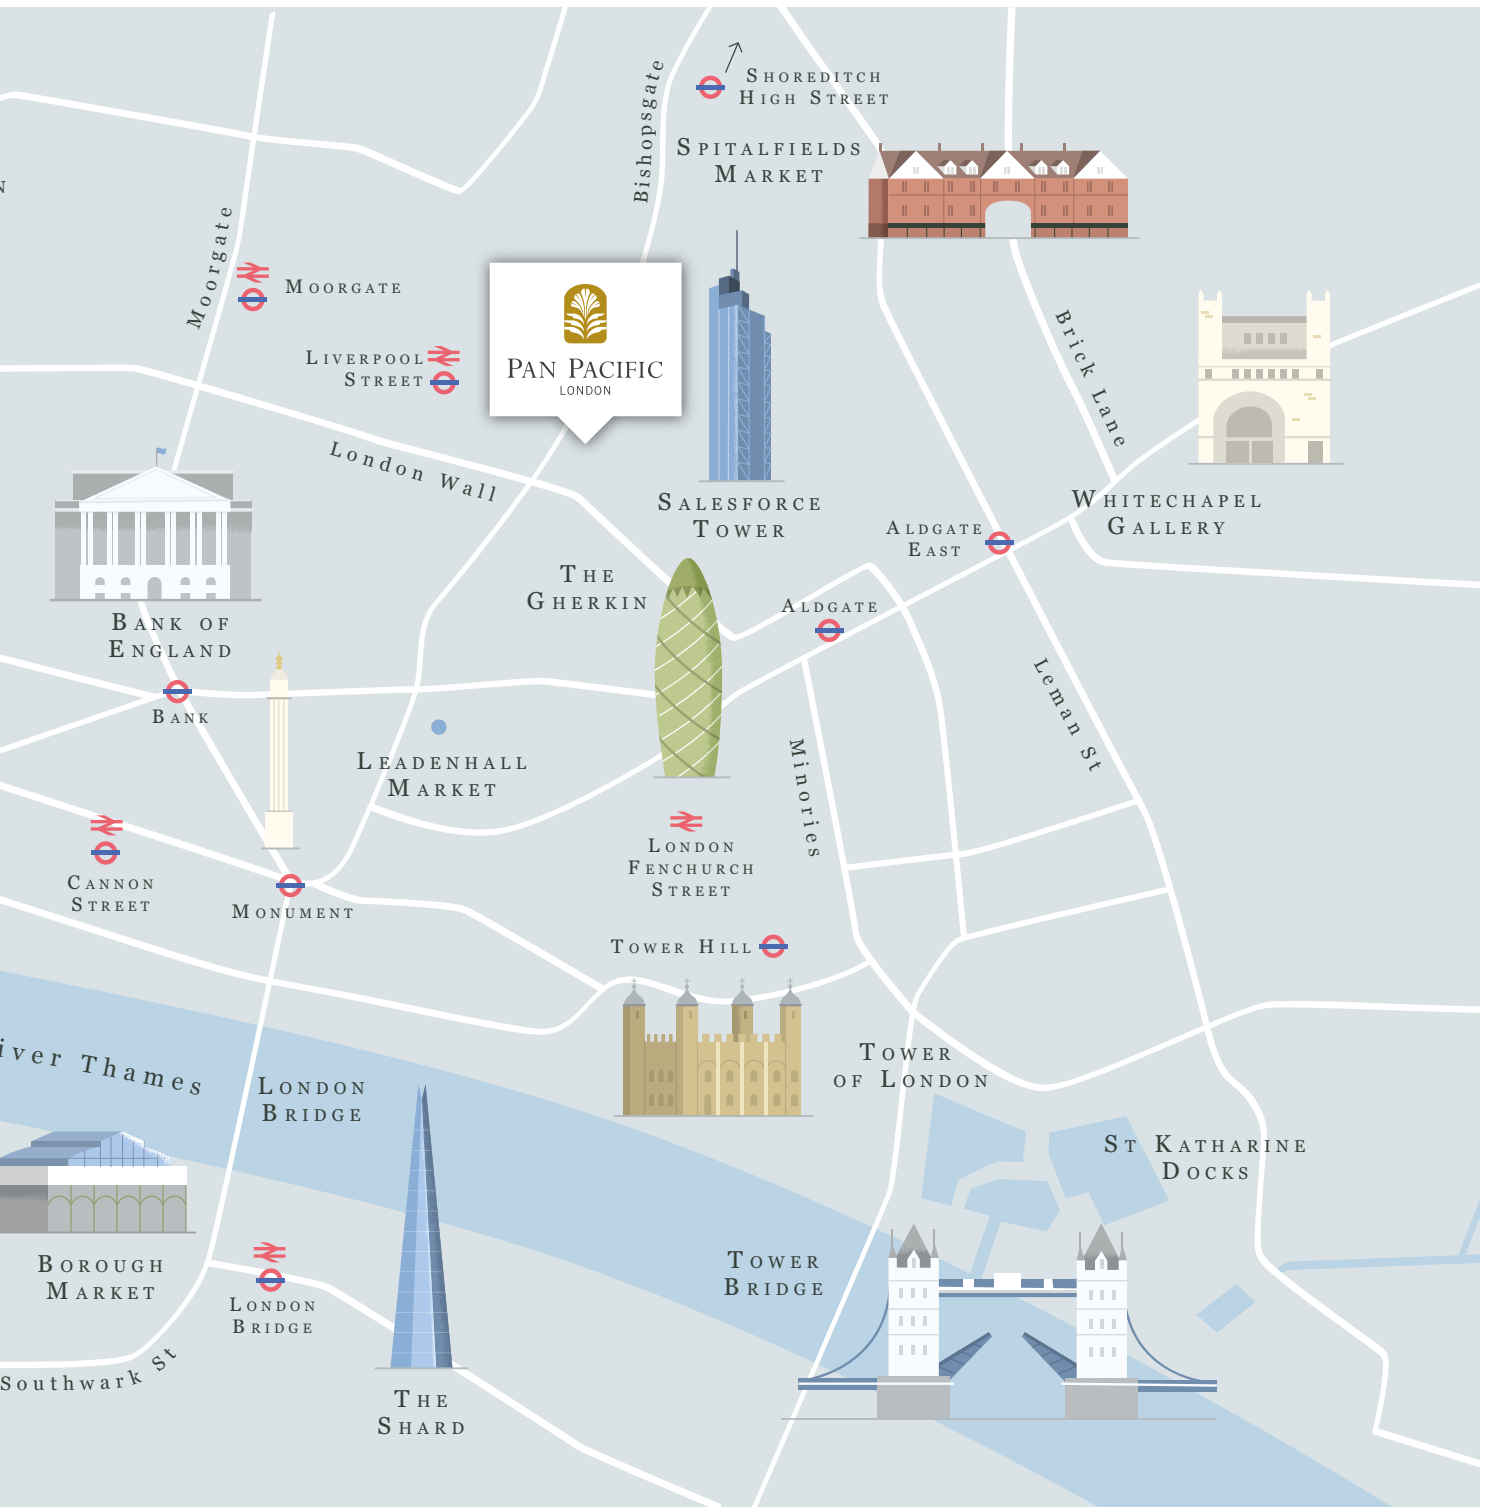 SHOREDITCH
HIGH STREET
Bishopsgate
SPITALFIELDS
MARKET
N
Moorgate
MOORGATE
LIVERPOOL
STREET
PAN PACIFIC
LONDON
Brick Lane
London Wall
SALESFORCE
TOWER
WHITECHAPEL
GALLERY
ALDGATE
EAST
THE
GHERKIN
ALDGATE
BANK OF
ENGLAND
BANK
Leman St
LEADENHALL
MARKET
Minories
LONDON
FENCHURCH
STREET
CANNON
STREET
MONUMENT
TOWER HILL
iver Thames
TOWER
OF LONDON
LONDON
BRIDGE
ST KATHARINE
DOCKS
BOROUGH
MARKET
TOWER
BRIDGE
LONDON
BRIDGE
Southwark St
THE
SHARD